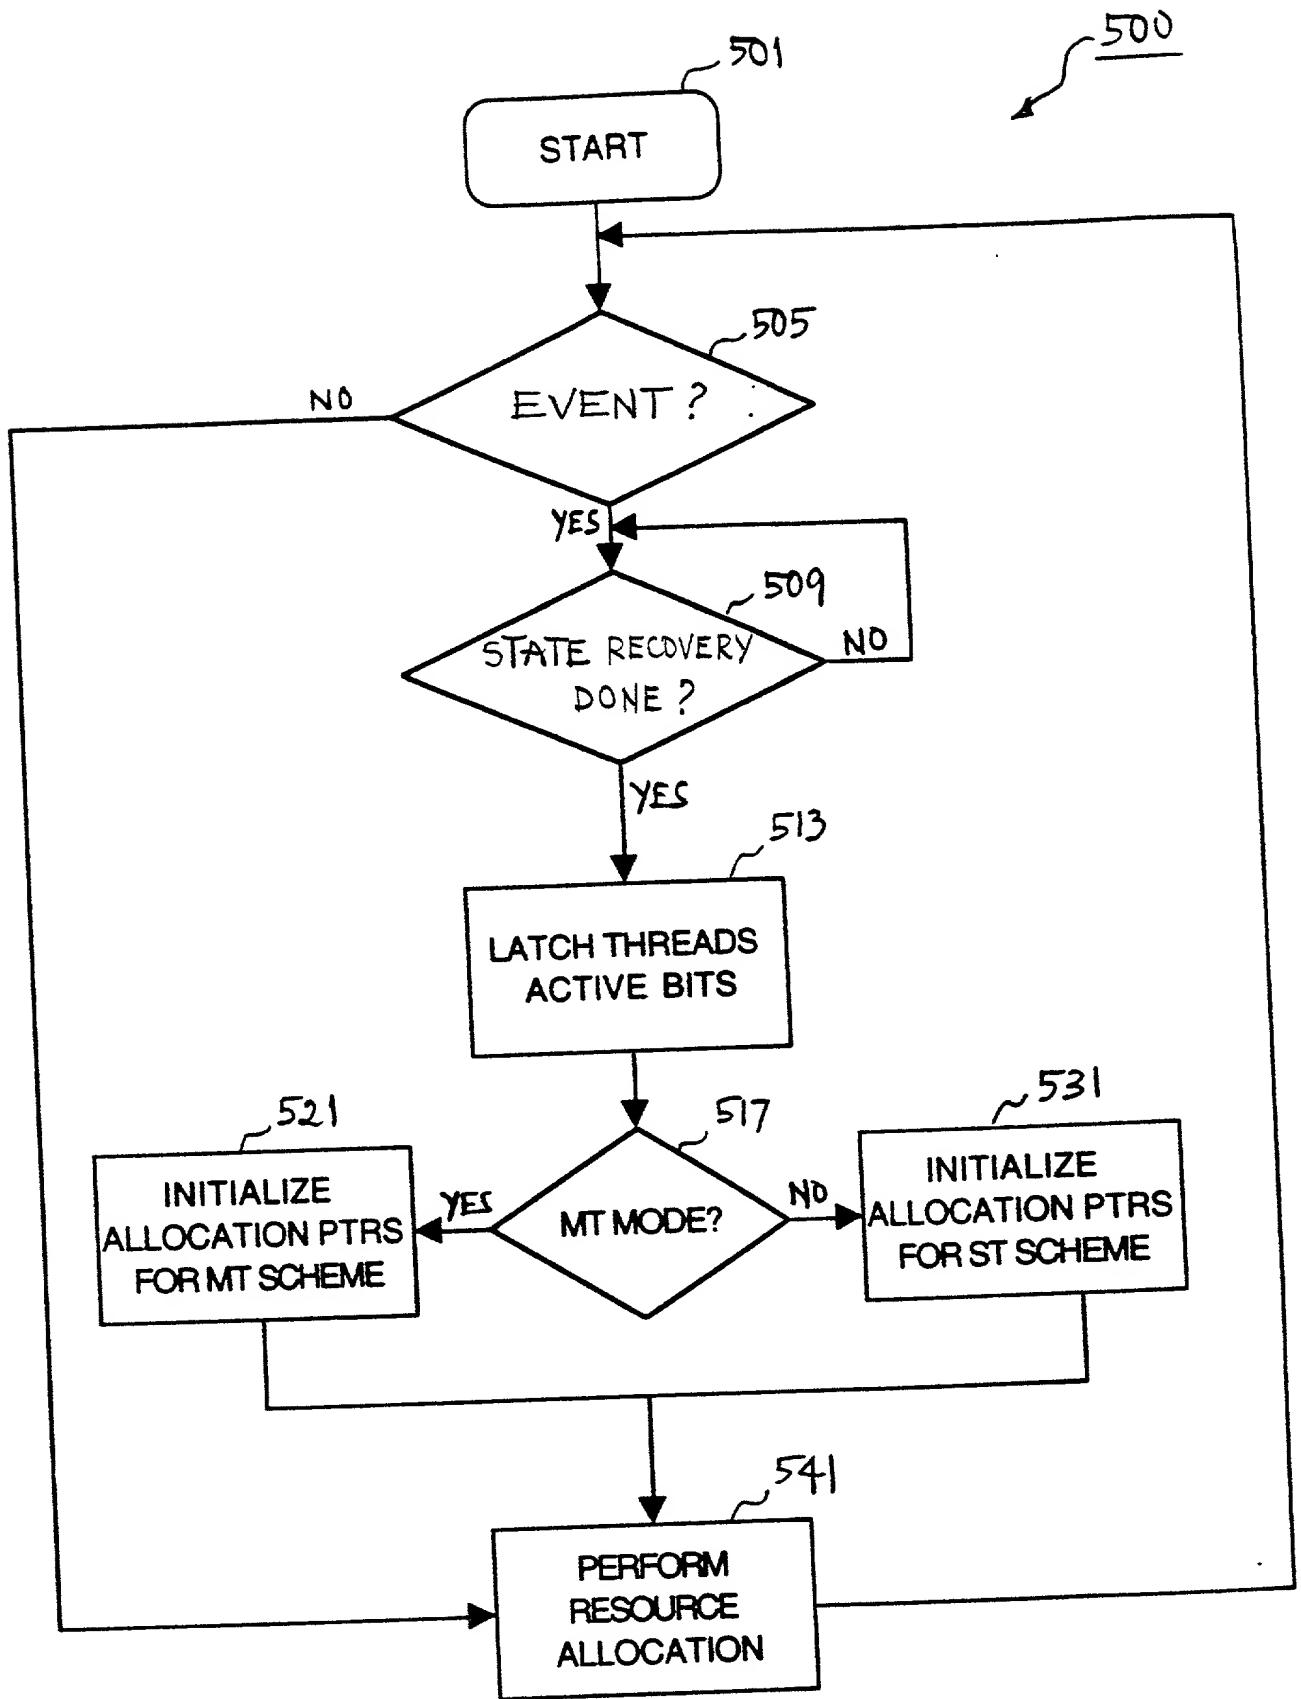 500
501
START
505
EVENT?
NO
YES
509
STATE RECOVERY
DONE?
NO
YES
513
LATCH THREADS
ACTIVE BITS
521
517
531
INITIALIZE
ALLOCATION PTRS
FOR MT SCHEME
YES
MT MODE?
NO
INITIALIZE
ALLOCATION PTRS
FOR ST SCHEME
541
PERFORM
RESOURCE
ALLOCATION